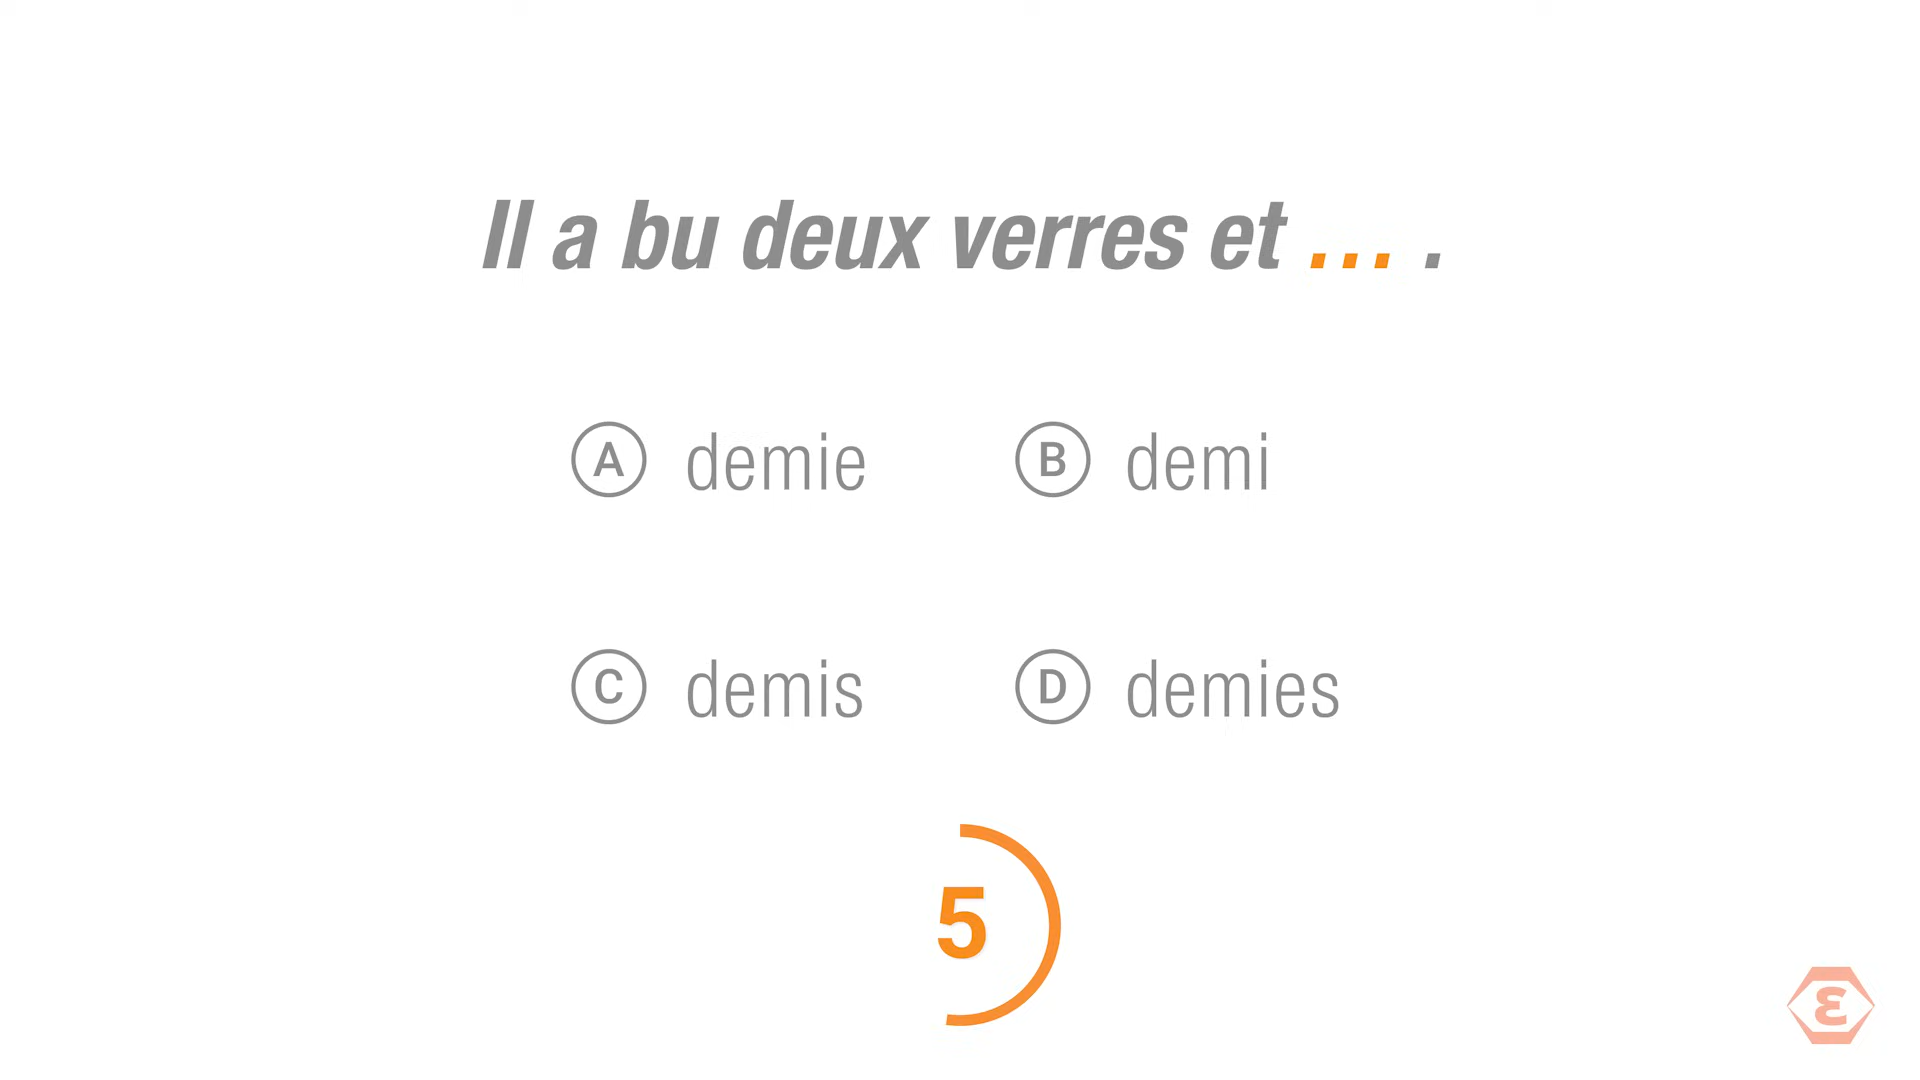 Il a bu deux verres et ... .
A demie
B demi
C demis
D demies
5